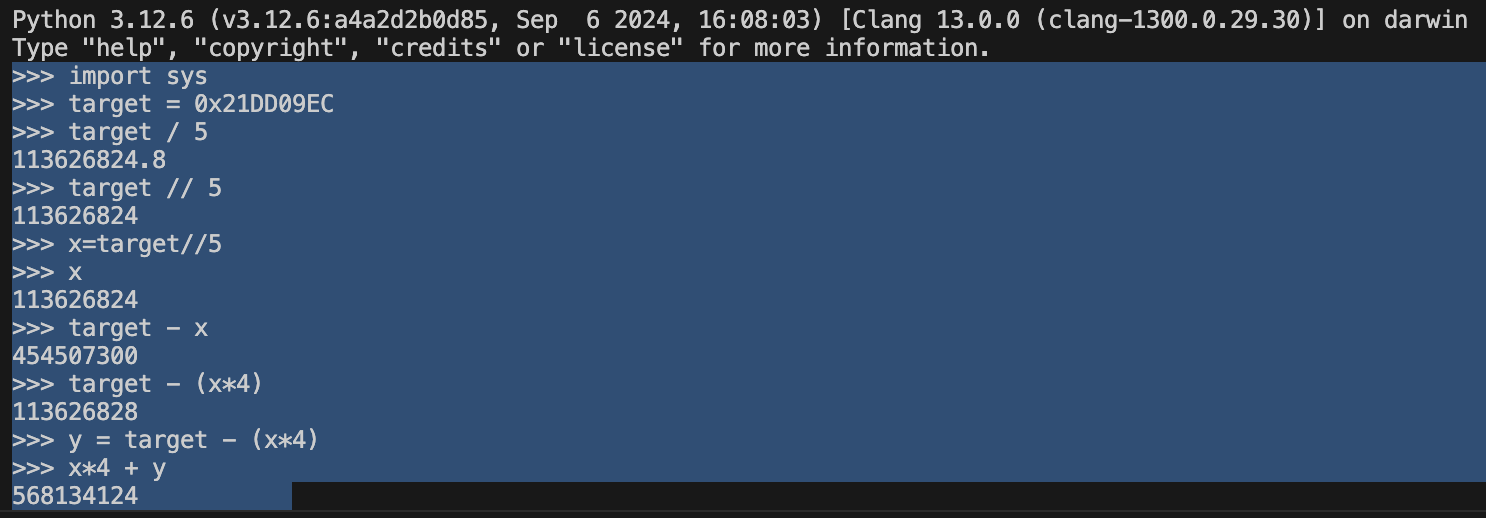 Python 3.12.6 (v3.12.6:a4a2d2b0d85, Sep  6 2024, 16:08:03) [Clang 13.0.0 (clang-1300.0.29.30)] on darwin
Type "help", "copyright", "credits" or "license" for more information.
>>> import sys
>>> target = 0x21DD09EC
>>> target / 5
113626824.8
>>> target // 5
113626824
>>> x=target//5
>>> x
113626824
>>> target - x
454507300
>>> target - (x*4)
113626828
>>> y = target - (x*4)
>>> x*4 + y
568134124